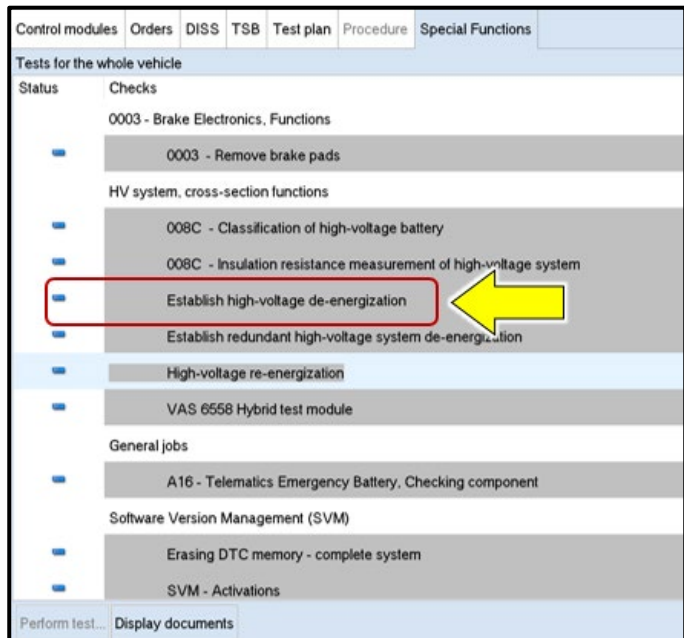 Control modules Orders DISS TSB Test plan Procedure Special Functions
Tests for the whole vehicle
Status Checks
0003 - Brake Electronics, Functions
0003 - Remove brake pads
HV system, cross-section functions
008C - Classification of high-voltage battery
008C - Insulation resistance measurement of high-voltage system
Establish high-voltage de-energization
Establish redundant high-voltage system de-energization
High-voltage re-energization
VAS 6558 Hybrid test module
General jobs
A16 - Telematics Emergency Battery, Checking component
Software Version Management (SVM)
Erasing DTC memory - complete system
SVM - Activations
Perform test... Display documents